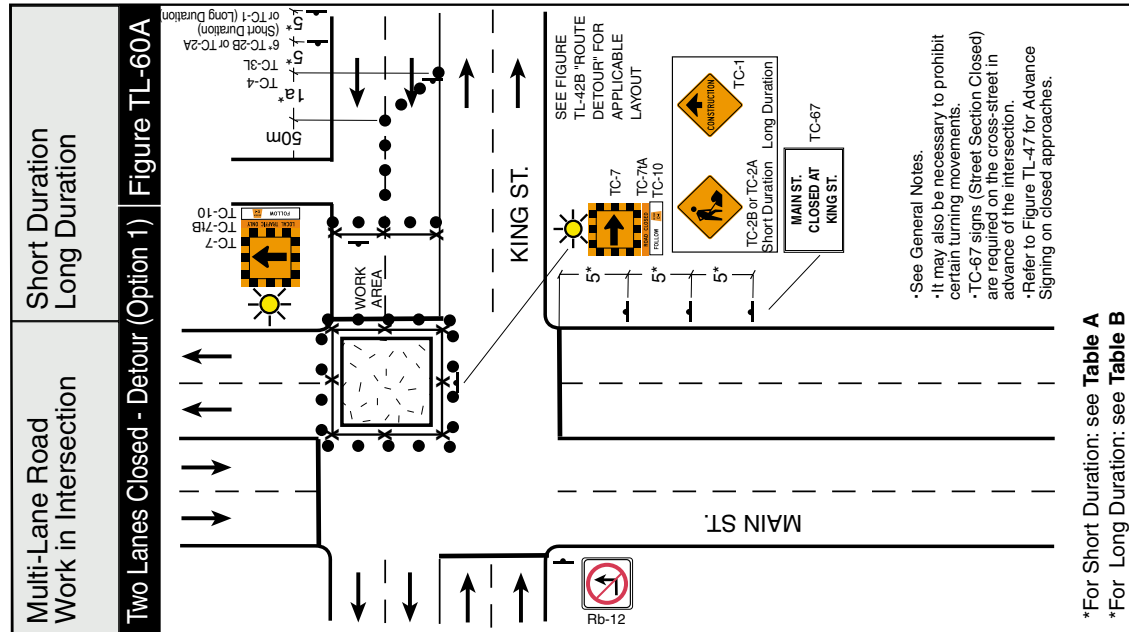 Multi-Lane Road
Work in Intersection
Short Duration
Long Duration
Two Lanes Closed - Detour (Option 1)
Figure TL-60A
TC-7
TC-7tB
TC-10
LOCAL TRAFFIC ONLY
FOLLOW
50m
1a*
TC-4
TC-3L
5*
6* TC-2B or TC-2A
(Short Duration)
5*
or TC-1 (Long Duration)
WORK
AREA
KING ST.
MAIN ST.
SEE FIGURE
TL-42B "ROUTE
DETOUR" FOR
APPLICABLE
LAYOUT
TC-7
TC-7tA
TC-10
ROAD CLOSED
FOLLOW
5*
5*
5*
TC-2B or TC-2A
Short Duration
CONSTRUCTION
TC-1
Long Duration
MAIN ST.
CLOSED AT
KING ST.
TC-67
Rb-12
•See General Notes.
•It may also be necessary to prohibit
certain turning movements.
•TC-67 signs (Street Section Closed)
are required on the cross-street in
advance of the intersection.
•Refer to Figure TL-47 for Advance
Signing on closed approaches.
*For Short Duration: see Table A
*For Long Duration: see Table B